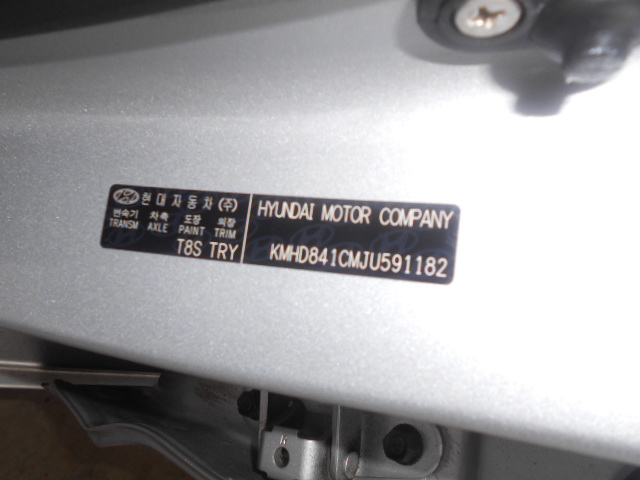 현대자동차(주)
변속기 차축 도장 의장
TRANSM AXLE PAINT TRIM
T8S TRY
HYUNDAI MOTOR COMPANY
KMHD841CMJU591182